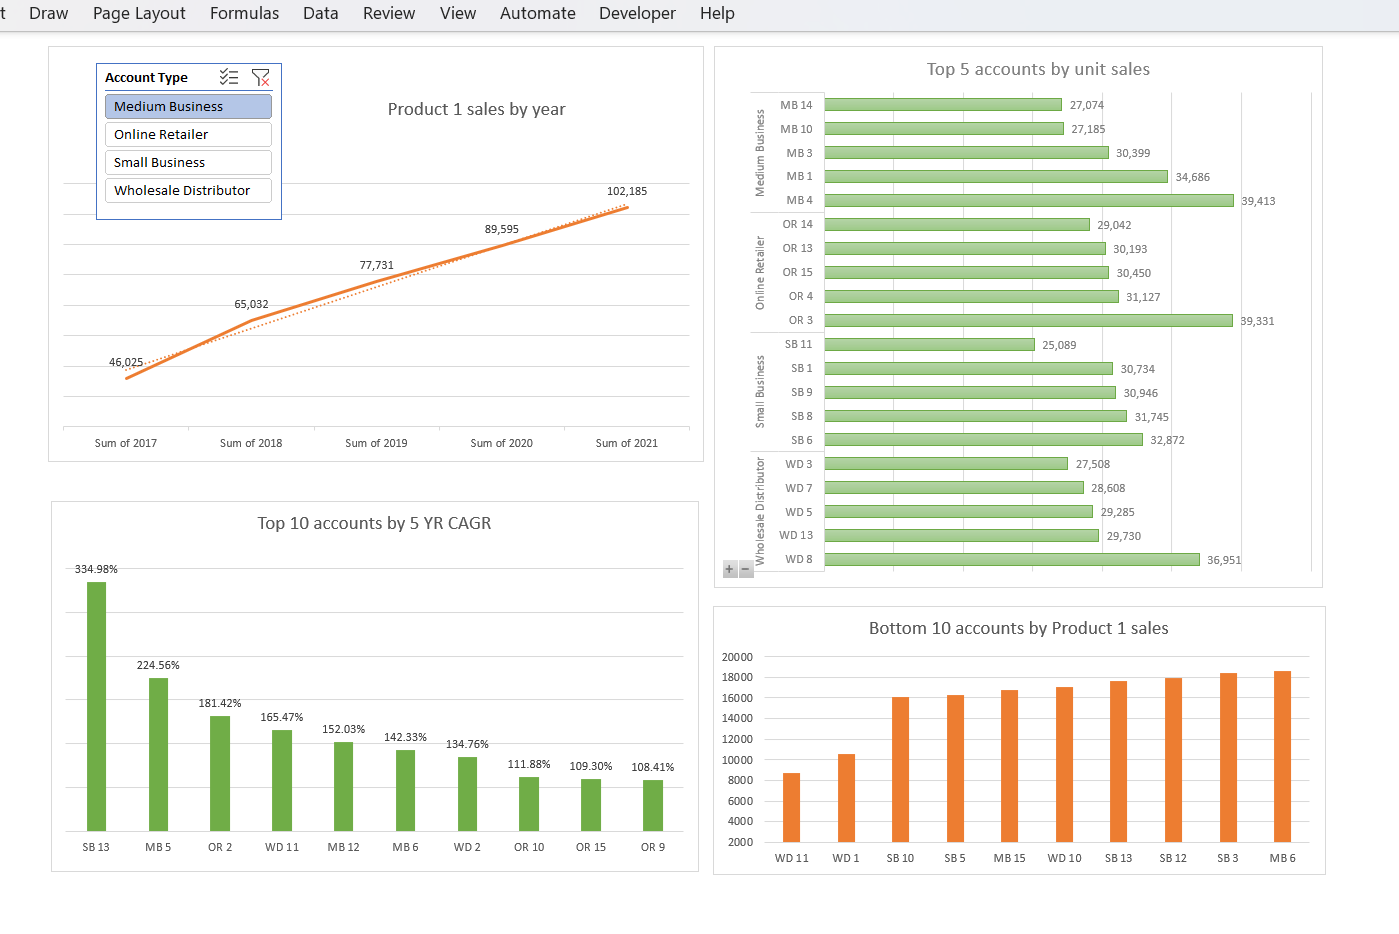 t Draw Page Layout Formulas Data Review View Automate Developer Help
Account Type
Medium Business
Online Retailer
Small Business
Wholesale Distributor
Product 1 sales by year
102,185
89,595
77,731
65,032
46,025
Sum of 2017 Sum of 2018 Sum of 2019 Sum of 2020 Sum of 2021
Top 5 accounts by unit sales
Medium Business
MB 14 27,074
MB 10 27,185
MB 3 30,399
MB 1 34,686
MB 4 39,413
Online Retailer
OR 14 29,042
OR 13 30,193
OR 15 30,450
OR 4 31,127
OR 3 39,331
Small Business
SB 11 25,089
SB 1 30,734
SB 9 30,946
SB 8 31,745
SB 6 32,872
Wholesale Distributor
WD 3 27,508
WD 7 28,608
WD 5 29,285
WD 13 29,730
WD 8 36,951
+ −
Top 10 accounts by 5 YR CAGR
334.98%
224.56%
181.42%
165.47%
152.03%
142.33%
134.76%
111.88%
109.30%
108.41%
SB 13 MB 5 OR 2 WD 11 MB 12 MB 6 WD 2 OR 10 OR 15 OR 9
Bottom 10 accounts by Product 1 sales
20000
18000
16000
14000
12000
10000
8000
6000
4000
2000
WD 11 WD 1 SB 10 SB 5 MB 15 WD 10 SB 13 SB 12 SB 3 MB 6